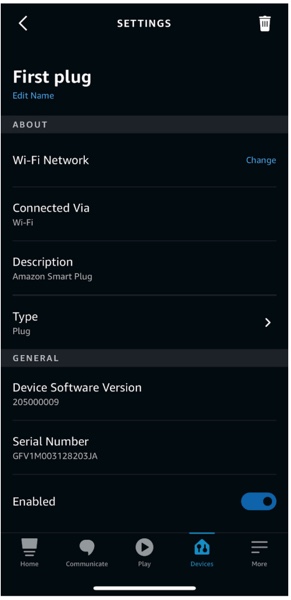 SETTINGS
First plug
Edit Name
ABOUT
Wi-Fi Network
Change
Connected Via
Wi-Fi
Description
Amazon Smart Plug
Type
Plug
GENERAL
Device Software Version
205000009
Serial Number
GFV1M003128203JA
Enabled
Home Communicate Play Devices More